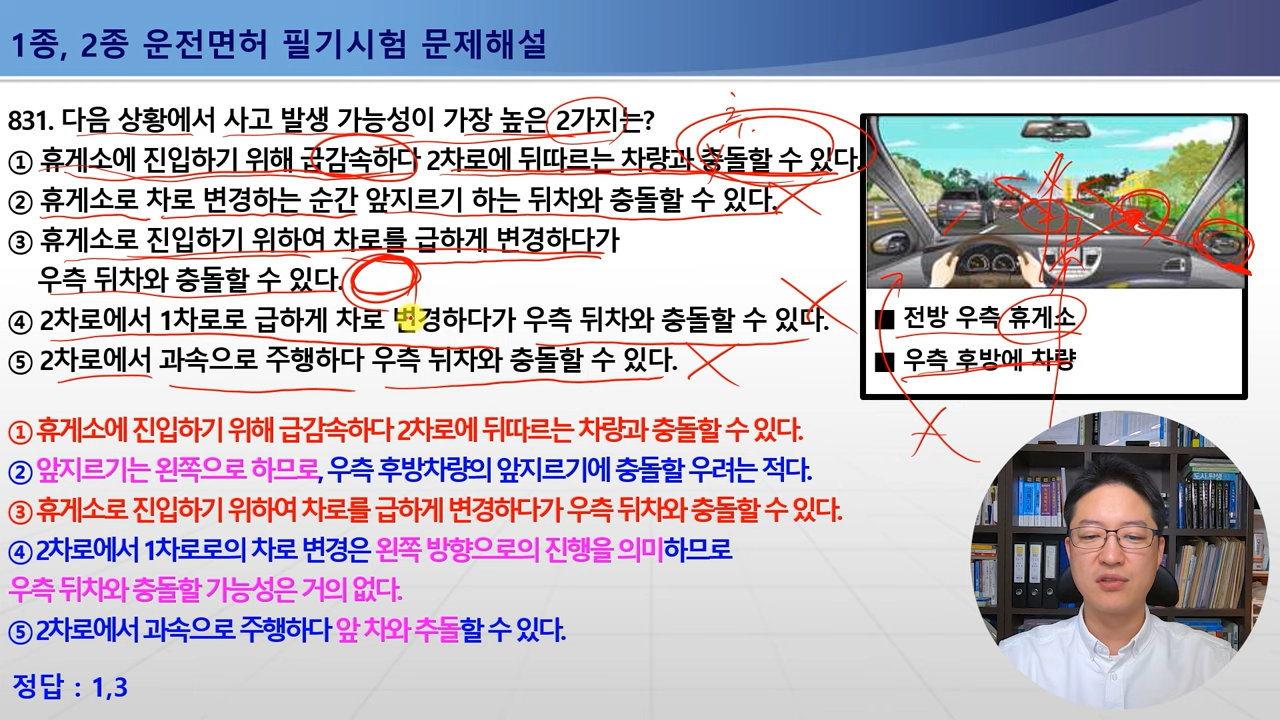 1종, 2종 운전면허 필기시험 문제해설
831. 다음 상황에서 사고 발생 가능성이 가장 높은 2가지는?
① 휴게소에 진입하기 위해 급감속하다 2차로에 뒤따르는 차량과 충돌할 수 있다.
② 휴게소로 차로 변경하는 순간 앞지르기 하는 뒤차와 충돌할 수 있다.
③ 휴게소로 진입하기 위하여 차로를 급하게 변경하다가
우측 뒤차와 충돌할 수 있다.
④ 2차로에서 1차로로 급하게 차로 변경하다가 우측 뒤차와 충돌할 수 있다.
⑤ 2차로에서 과속으로 주행하다 우측 뒤차와 충돌할 수 있다.
■ 전방 우측 휴게소
■ 우측 후방에 차량
① 휴게소에 진입하기 위해 급감속하다 2차로에 뒤따르는 차량과 충돌할 수 있다.
② 앞지르기는 왼쪽으로 하므로, 우측 후방차량의 앞지르기에 충돌할 우려는 적다.
③ 휴게소로 진입하기 위하여 차로를 급하게 변경하다가 우측 뒤차와 충돌할 수 있다.
④ 2차로에서 1차로로의 차로 변경은 왼쪽 방향으로의 진행을 의미하므로
우측 뒤차와 충돌할 가능성은 거의 없다.
⑤ 2차로에서 과속으로 주행하다 앞 차와 추돌할 수 있다.
정답 : 1,3